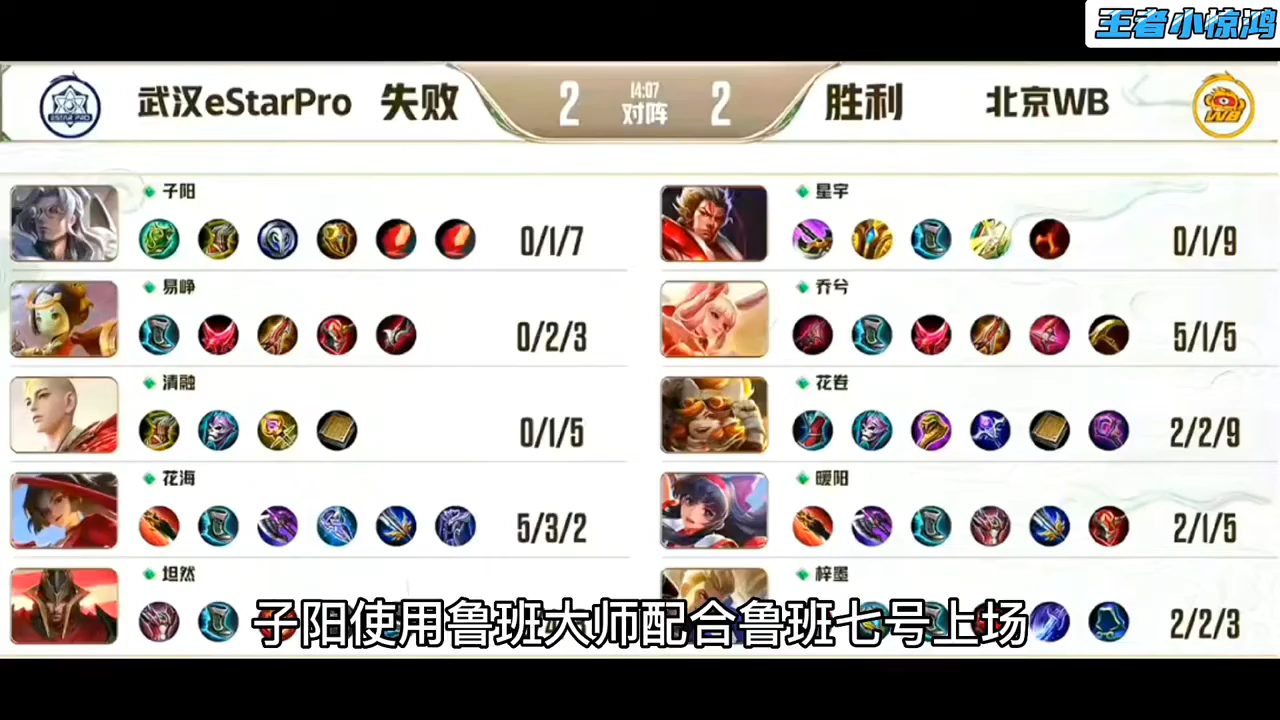 王者小惊鸿
武汉eStarPro 失败 2 14:07 2 胜利 北京WB
对阵
ESTAR PRO
WB
子阳 0/1/7
星宇 0/1/9
易峥 0/2/3
乔兮 5/1/5
清融 0/1/5
花卷 2/2/9
花海 5/3/2
暖阳 2/1/5
坦然
梓墨 2/2/3
子阳使用鲁班大师配合鲁班七号上场